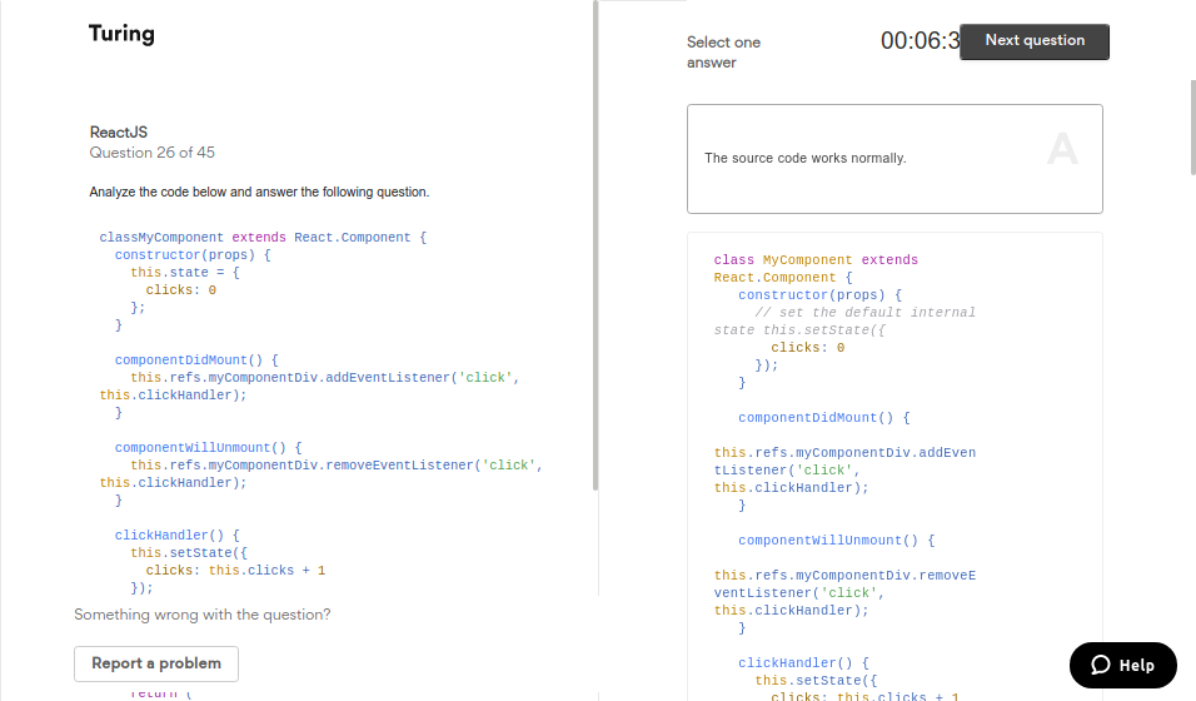 Turing
ReactJS
Question 26 of 45
Analyze the code below and answer the following question.
classMyComponent extends React.Component {
constructor(props) {
this.state = {
clicks: 0
};
}
componentDidMount() {
this.refs.myComponentDiv.addEventListener('click',
this.clickHandler);
}
componentWillUnmount() {
this.refs.myComponentDiv.removeEventListener('click',
this.clickHandler);
}
clickHandler() {
this.setState({
clicks: this.clicks + 1
});
Something wrong with the question?
Report a problem
return (
Select one
answer
00:06:3
Next question
The source code works normally.
A
class MyComponent extends
React.Component {
constructor(props) {
// set the default internal
state this.setState({
clicks: 0
});
}
componentDidMount() {
this.refs.myComponentDiv.addEven
tListener('click',
this.clickHandler);
}
componentWillUnmount() {
this.refs.myComponentDiv.removeE
ventListener('click',
this.clickHandler);
}
clickHandler() {
this.setState({
clicks: this.clicks + 1
Help